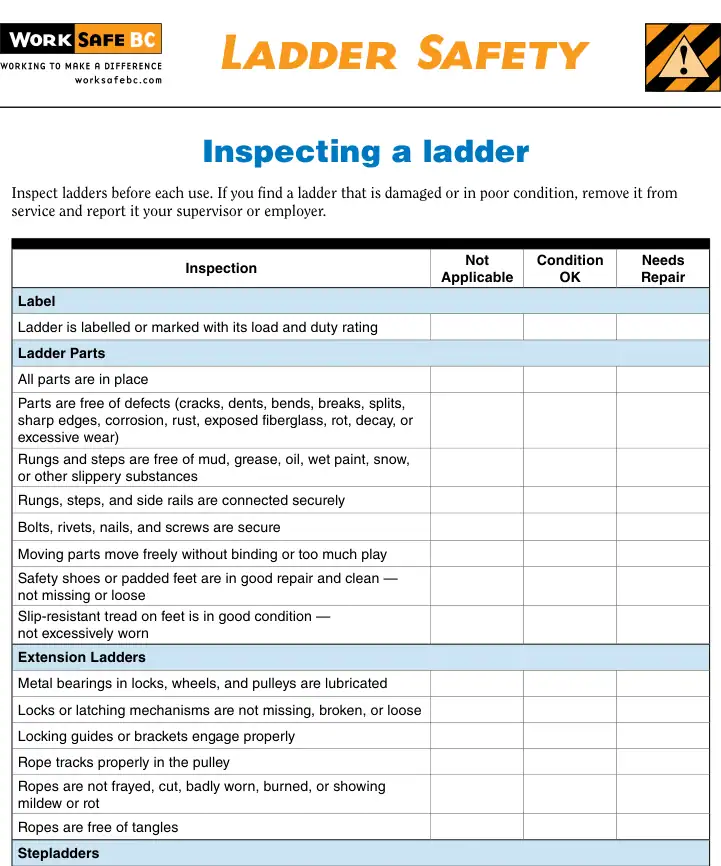 WORK SAFE BC
WORKING TO MAKE A DIFFERENCE
worksafebc.com
LADDER SAFETY
!
Inspecting a ladder
Inspect ladders before each use. If you find a ladder that is damaged or in poor condition, remove it from
service and report it your supervisor or employer.
Inspection
Not
Applicable
Condition
OK
Needs
Repair
Label
Ladder is labelled or marked with its load and duty rating
Ladder Parts
All parts are in place
Parts are free of defects (cracks, dents, bends, breaks, splits,
sharp edges, corrosion, rust, exposed fiberglass, rot, decay, or
excessive wear)
Rungs and steps are free of mud, grease, oil, wet paint, snow,
or other slippery substances
Rungs, steps, and side rails are connected securely
Bolts, rivets, nails, and screws are secure
Moving parts move freely without binding or too much play
Safety shoes or padded feet are in good repair and clean —
not missing or loose
Slip-resistant tread on feet is in good condition —
not excessively worn
Extension Ladders
Metal bearings in locks, wheels, and pulleys are lubricated
Locks or latching mechanisms are not missing, broken, or loose
Locking guides or brackets engage properly
Rope tracks properly in the pulley
Ropes are not frayed, cut, badly worn, burned, or showing
mildew or rot
Ropes are free of tangles
Stepladders